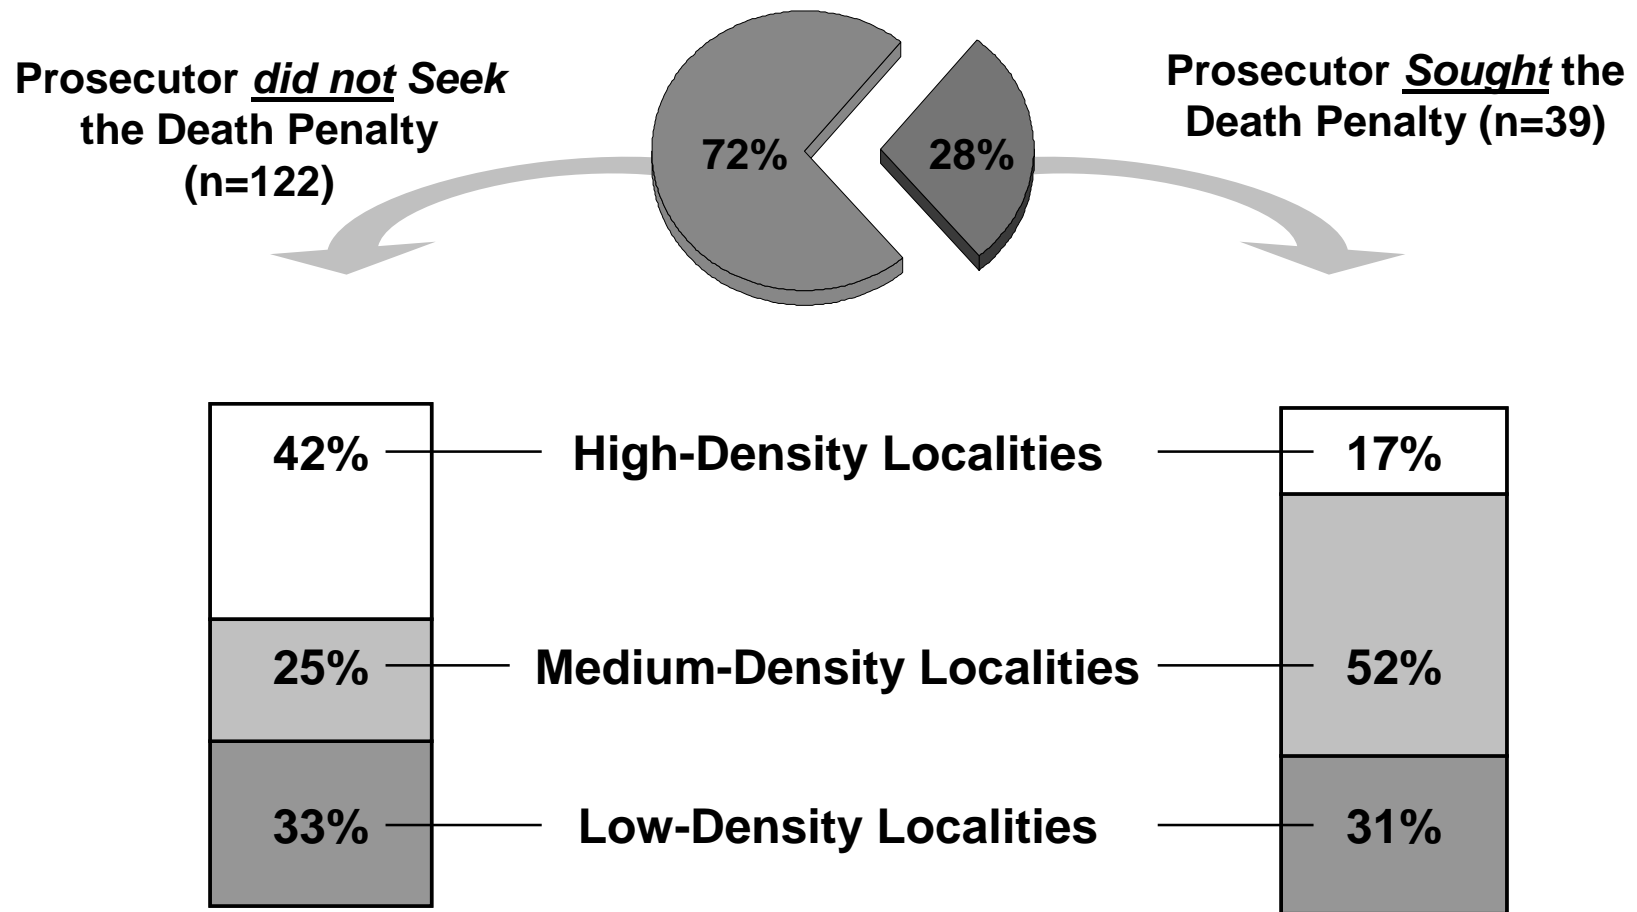 Prosecutor did not Seek
the Death Penalty
(n=122)
72%
28%
Prosecutor Sought the
Death Penalty (n=39)
42%
High-Density Localities
17%
25%
Medium-Density Localities
52%
33%
Low-Density Localities
31%